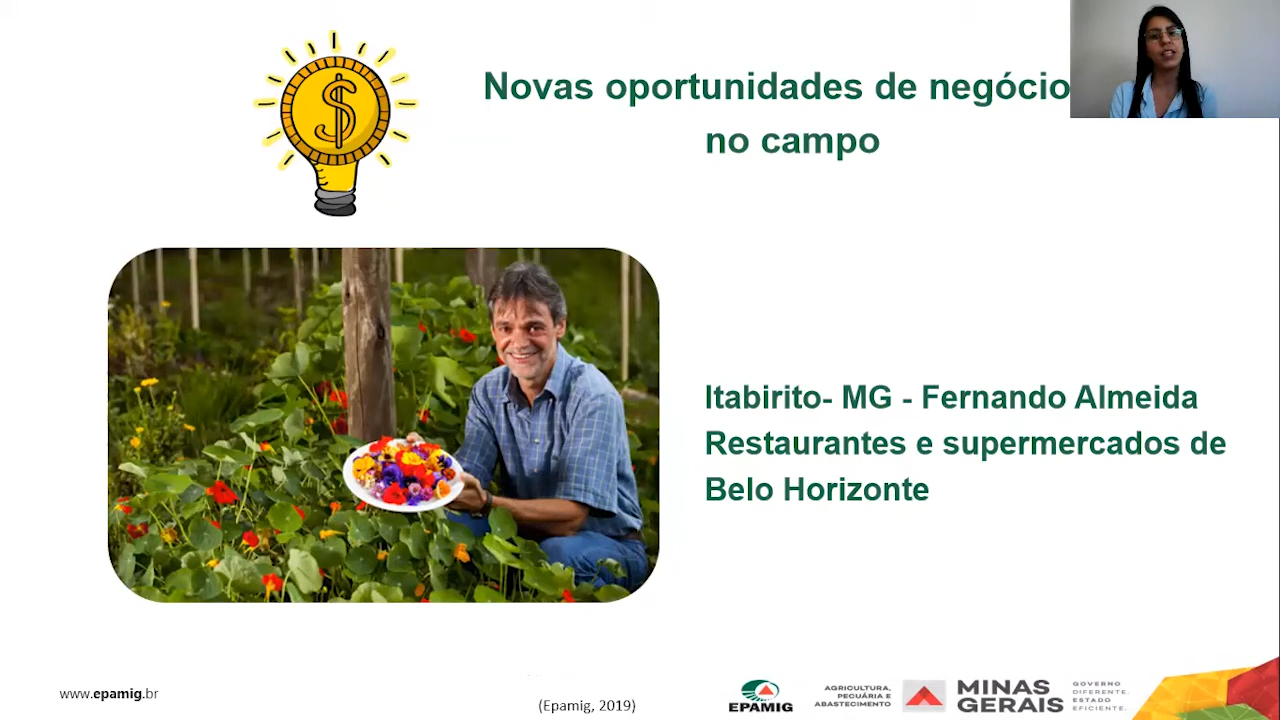 Novas oportunidades de negócio
no campo
Itabirito- MG - Fernando Almeida
Restaurantes e supermercados de
Belo Horizonte
www.epamig.br
(Epamig, 2019)
EPAMIG
AGRICULTURA,
PECUÁRIA E
ABASTECIMENTO
MINAS
GERAIS
GOVERNO
DIFERENTE.
ESTADO
EFICIENTE.